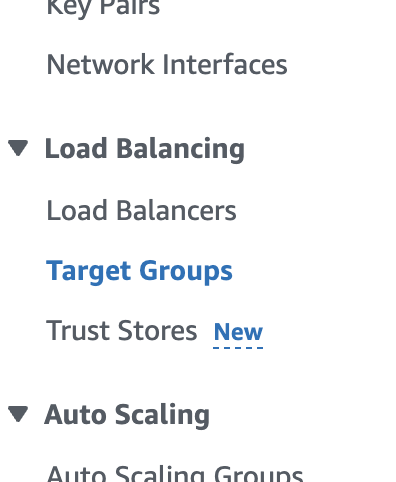 Key Pairs
Network Interfaces
Load Balancing
Load Balancers
Target Groups
Trust Stores New
Auto Scaling
Auto Scaling Groups